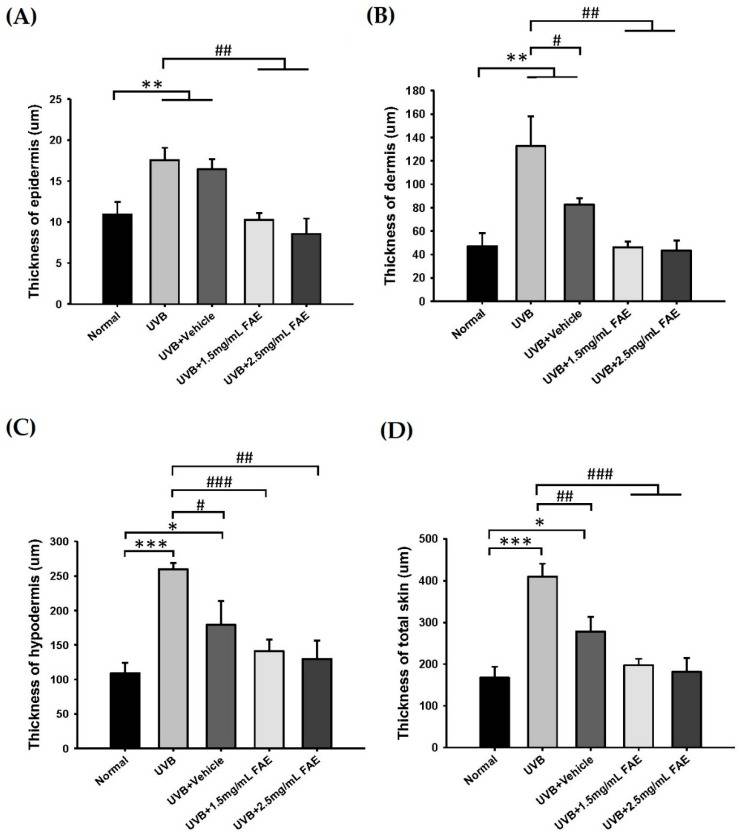 (A)
##
**
Thickness of epidermis (um)
25
20
15
10
5
0
Normal
UVB
UVB+Vehicle
UVB+1.5mg/mL FAE
UVB+2.5mg/mL FAE
(B)
##
#
**
Thickness of dermis (um)
180
160
140
120
100
80
60
40
20
0
Normal
UVB
UVB+Vehicle
UVB+1.5mg/mL FAE
UVB+2.5mg/mL FAE
(C)
##
###
#
*
***
Thickness of hypodermis (um)
300
250
200
150
100
50
0
Normal
UVB
UVB+Vehicle
UVB+1.5mg/mL FAE
UVB+2.5mg/mL FAE
(D)
###
##
*
***
Thickness of total skin (um)
500
400
300
200
100
0
Normal
UVB
UVB+Vehicle
UVB+1.5mg/mL FAE
UVB+2.5mg/mL FAE